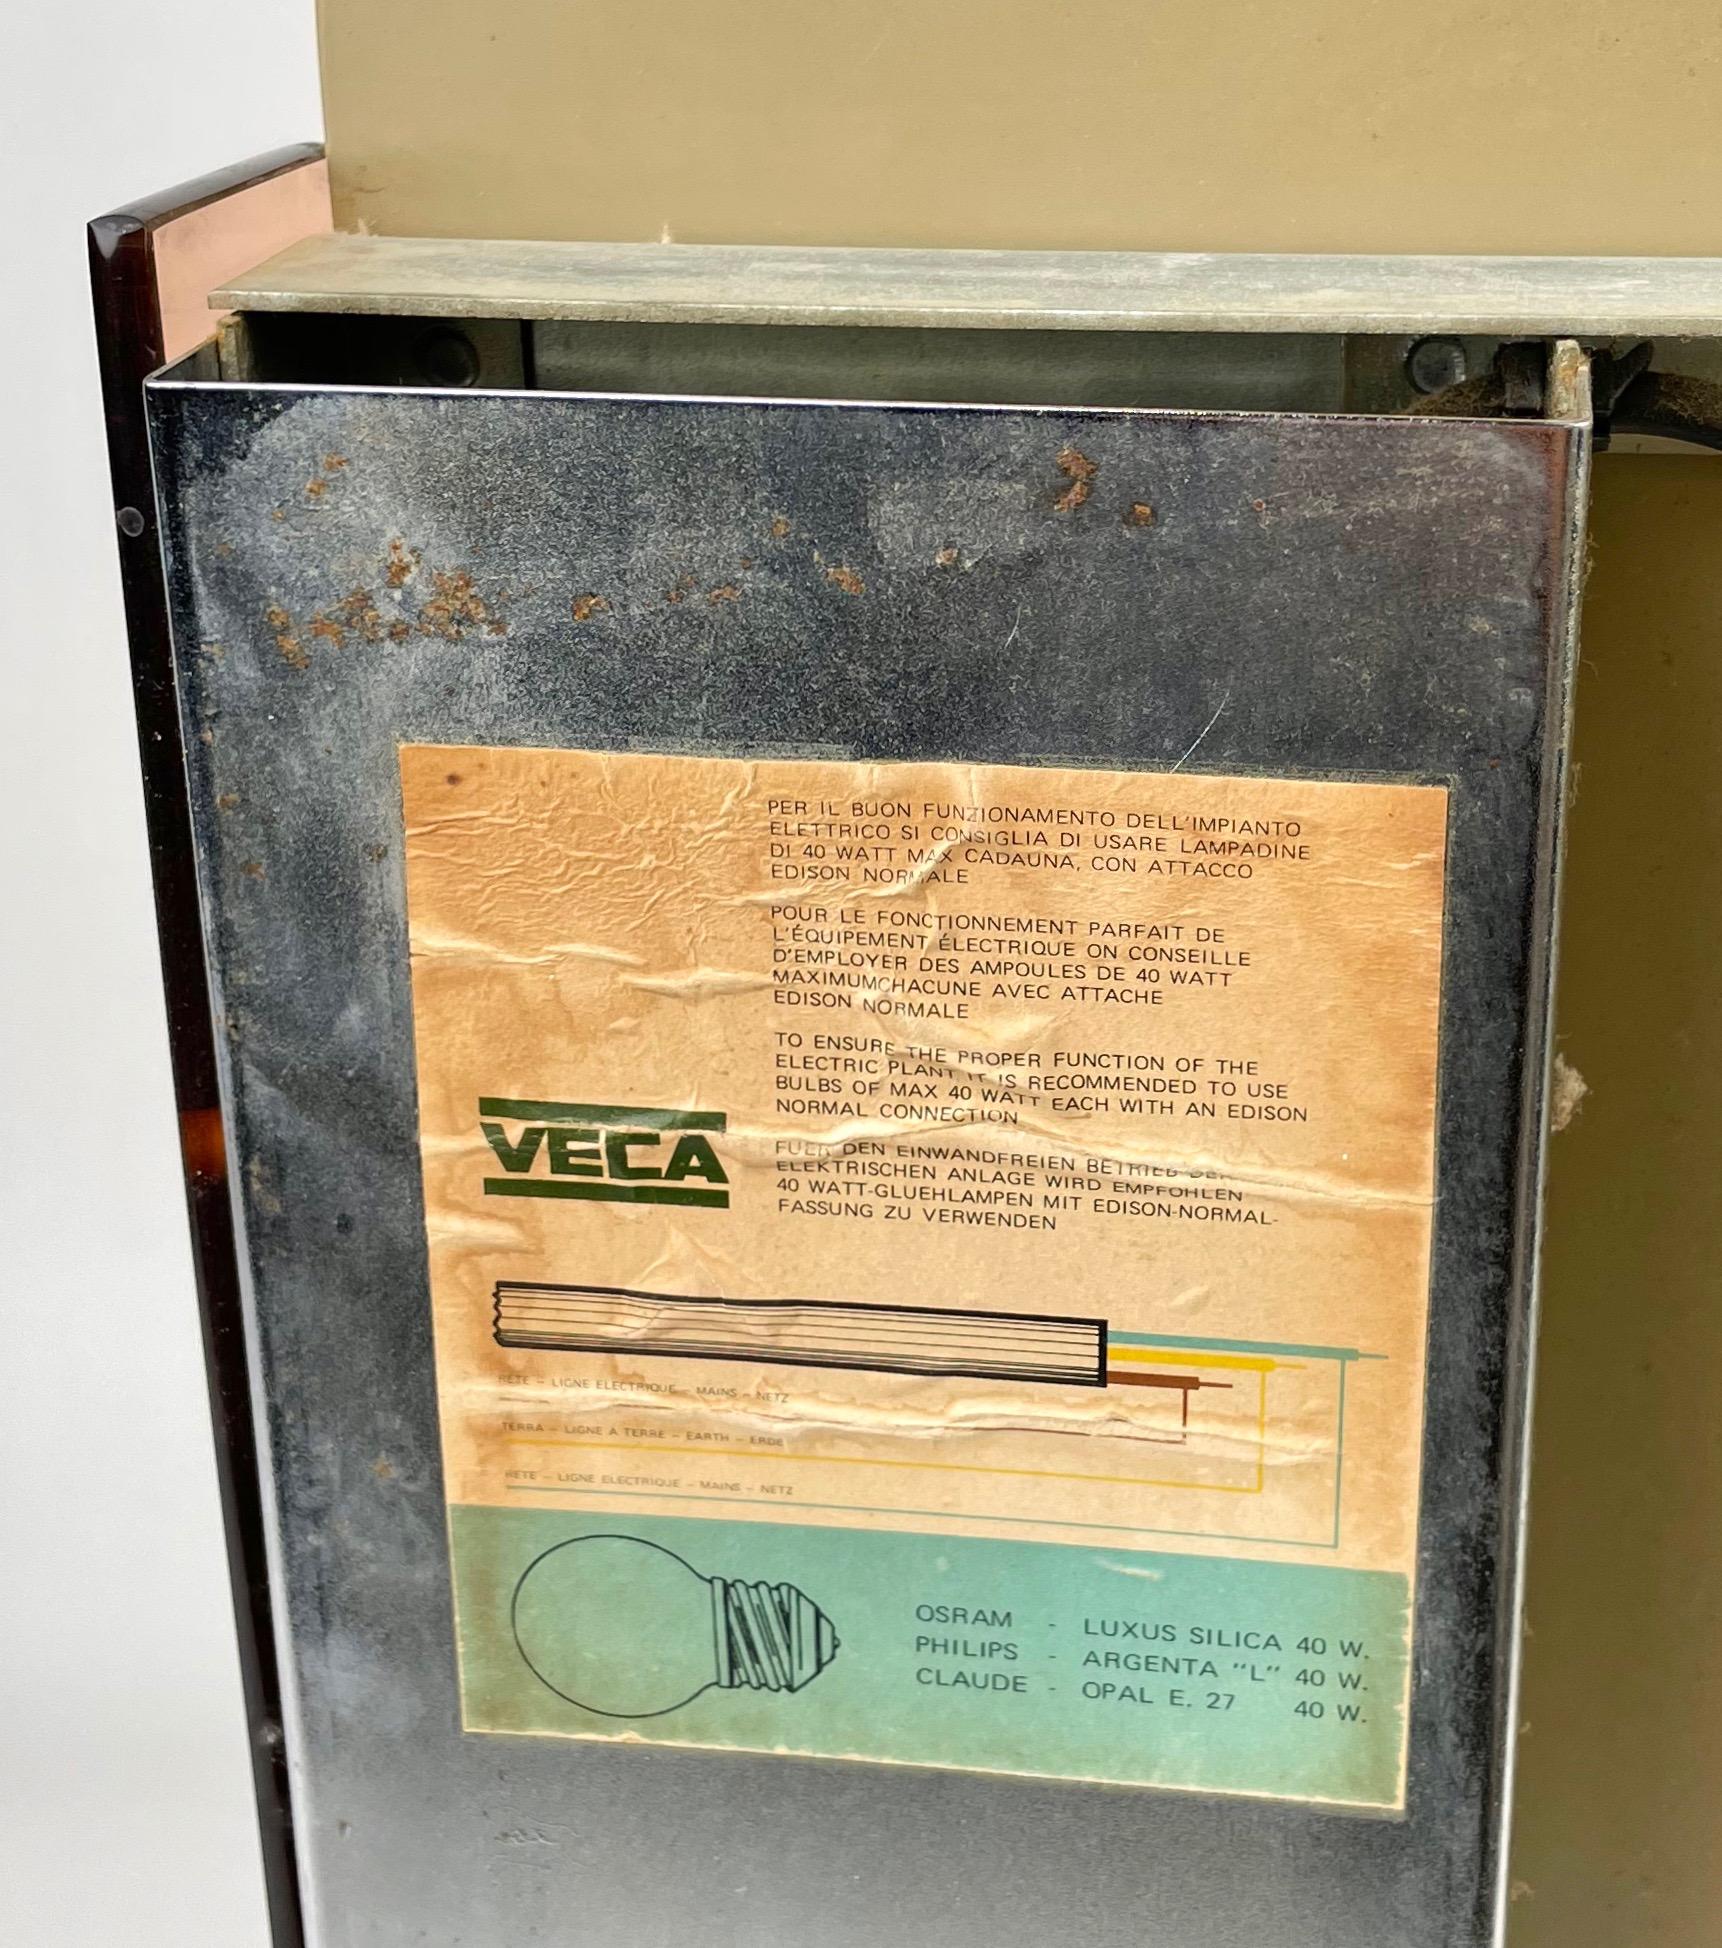 PER IL BUON FUNZIONAMENTO DELL'IMPIANTO
ELETTRICO SI CONSIGLIA DI USARE LAMPADINE
DI 40 WATT MAX CADAUNA, CON ATTACCO
EDISON NORMALE
POUR LE FONCTIONNEMENT PARFAIT DE
L'ÉQUIPEMENT ÉLECTRIQUE ON CONSEILLE
D'EMPLOYER DES AMPOULES DE 40 WATT
MAXIMUMCHACUNE AVEC ATTACHE
EDISON NORMALE
TO ENSURE THE PROPER FUNCTION OF THE
ELECTRIC PLANT IT IS RECOMMENDED TO USE
BULBS OF MAX 40 WATT EACH WITH AN EDISON
NORMAL CONNECTION
VECA
FUER DEN EINWANDFREIEN BETRIEB DER
ELEKTRISCHEN ANLAGE WIRD EMPFOHLEN
40 WATT-GLUEHLAMPEN MIT EDISON-NORMAL-
FASSUNG ZU VERWENDEN
RETE - LIGNE ELECTRIQUE - MAINS - NETZ
TERRA - LIGNE A TERRE - EARTH - ERDE
RETE - LIGNE ELECTRIQUE - MAINS - NETZ
OSRAM - LUXUS SILICA 40 W.
PHILIPS - ARGENTA "L" 40 W.
CLAUDE - OPAL E. 27 40 W.